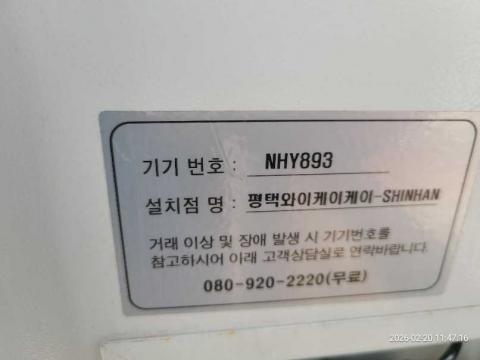 기기 번호 : NHY893
설치점 명 : 평택와이케이케이-SHINHAN
거래 이상 및 장애 발생 시 기기번호를
참고하시어 아래 고객상담실로 연락바랍니다.
080-920-2220(무료)
2026-02-20 11:47:16